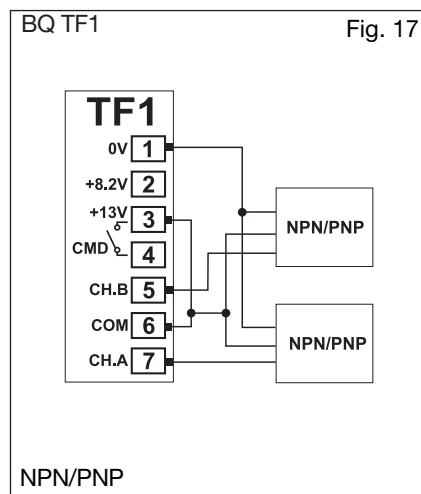 BQ TF1 Fig. 17
TF1
0V 1
+8.2V 2
+13V 3
CMD 4
CH.B 5
COM 6
CH.A 7
NPN/PNP
NPN/PNP
NPN/PNP